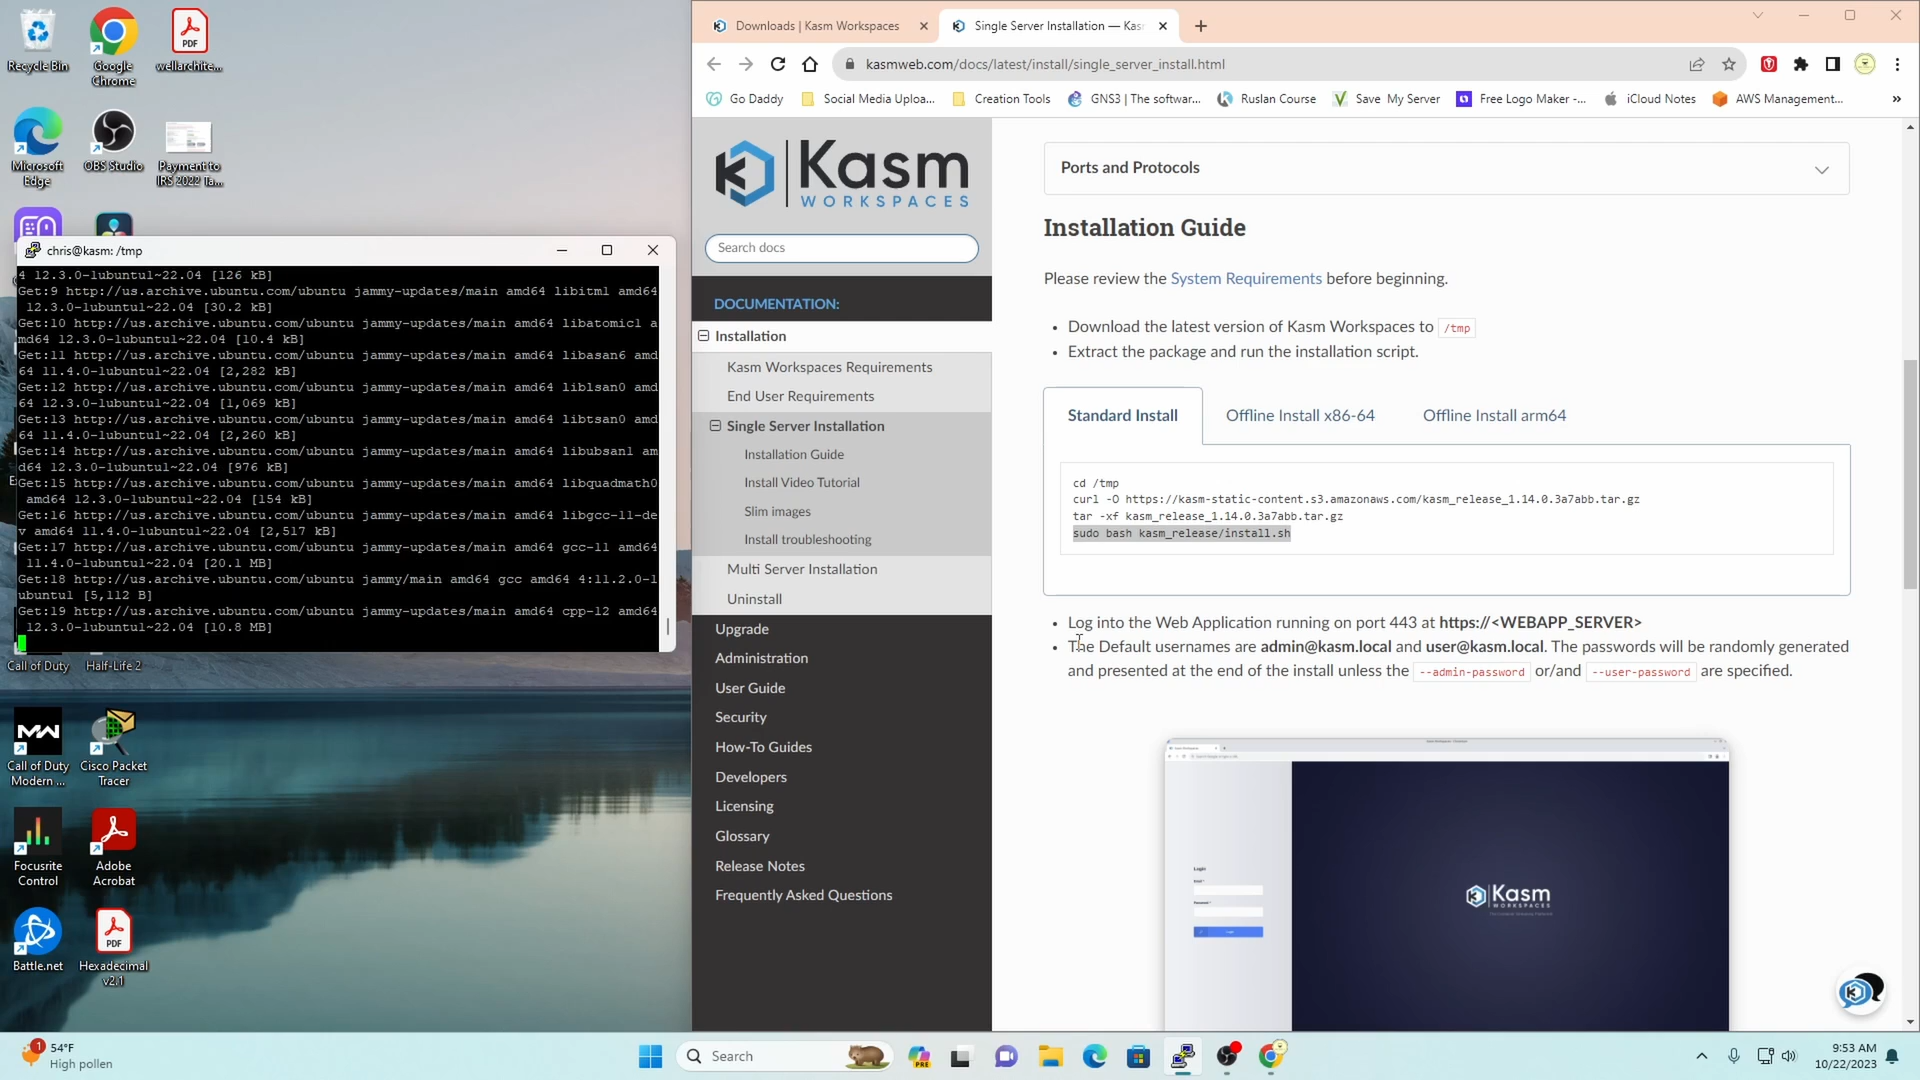 Recycle Bin
Google
Chrome
PDF
wellarchite...
Microsoft
Edge
OBS Studio
Payment to
IRS 2022 Ta...
chris@kasm: /tmp
4 12.3.0-1ubuntu1~22.04 [126 kB]
Get:9 http://us.archive.ubuntu.com/ubuntu jammy-updates/main amd64 libitm1 amd64
12.3.0-1ubuntu1~22.04 [30.2 kB]
Get:10 http://us.archive.ubuntu.com/ubuntu jammy-updates/main amd64 libatomic1 a
md64 12.3.0-1ubuntu1~22.04 [10.4 kB]
Get:11 http://us.archive.ubuntu.com/ubuntu jammy-updates/main amd64 libasan6 amd
64 11.4.0-1ubuntu1~22.04 [2,282 kB]
Get:12 http://us.archive.ubuntu.com/ubuntu jammy-updates/main amd64 liblsan0 amd
64 12.3.0-1ubuntu1~22.04 [1,069 kB]
Get:13 http://us.archive.ubuntu.com/ubuntu jammy-updates/main amd64 libtsan0 amd
64 11.4.0-1ubuntu1~22.04 [2,260 kB]
Get:14 http://us.archive.ubuntu.com/ubuntu jammy-updates/main amd64 libubsan1 am
d64 12.3.0-1ubuntu1~22.04 [976 kB]
Get:15 http://us.archive.ubuntu.com/ubuntu jammy-updates/main amd64 libquadmath0
amd64 12.3.0-1ubuntu1~22.04 [154 kB]
Get:16 http://us.archive.ubuntu.com/ubuntu jammy-updates/main amd64 libgcc-11-de
v amd64 11.4.0-1ubuntu1~22.04 [2,517 kB]
Get:17 http://us.archive.ubuntu.com/ubuntu jammy-updates/main amd64 gcc-11 amd64
11.4.0-1ubuntu1~22.04 [20.1 MB]
Get:18 http://us.archive.ubuntu.com/ubuntu jammy/main amd64 gcc amd64 4:11.2.0-1
ubuntu1 [5,112 B]
Get:19 http://us.archive.ubuntu.com/ubuntu jammy-updates/main amd64 cpp-12 amd64
12.3.0-1ubuntu1~22.04 [10.8 MB]
Call of Duty
Half-Life 2
MW
Call of Duty
Modern ...
Cisco Packet
Tracer
Focusrite
Control
Adobe
Acrobat
Battle.net
PDF
Hexadecimal
v2.1
Downloads | Kasm Workspaces
Single Server Installation — Kas
kasmweb.com/docs/latest/install/single_server_install.html
Go Daddy
Social Media Uploa...
Creation Tools
GNS3 | The softwar...
Ruslan Course
Save My Server
Free Logo Maker -...
iCloud Notes
AWS Management...
»
Kasm
WORKSPACES
Search docs
DOCUMENTATION:
Installation
Kasm Workspaces Requirements
End User Requirements
Single Server Installation
Installation Guide
Install Video Tutorial
Slim images
Install troubleshooting
Multi Server Installation
Uninstall
Upgrade
Administration
User Guide
Security
How-To Guides
Developers
Licensing
Glossary
Release Notes
Frequently Asked Questions
Ports and Protocols
Installation Guide
Please review the System Requirements before beginning.
• Download the latest version of Kasm Workspaces to /tmp
• Extract the package and run the installation script.
Standard Install
Offline Install x86-64
Offline Install arm64
cd /tmp
curl -O https://kasm-static-content.s3.amazonaws.com/kasm_release_1.14.0.3a7abb.tar.gz
tar -xf kasm_release_1.14.0.3a7abb.tar.gz
sudo bash kasm_release/install.sh
• Log into the Web Application running on port 443 at https://<WEBAPP_SERVER>
• The Default usernames are admin@kasm.local and user@kasm.local. The passwords will be randomly generated
and presented at the end of the install unless the --admin-password or/and --user-password are specified.
Login
Email *
Password *
Login
Kasm
WORKSPACES
1
54°F
High pollen
Search
PRE
9:53 AM
10/22/2023